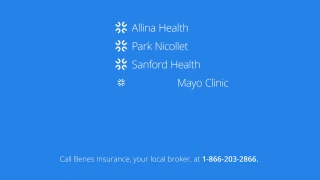 Allina Health
Park Nicollet
Sanford Health
Mayo Clinic
Call Benes Insurance, your local broker, at 1-866-203-2866.